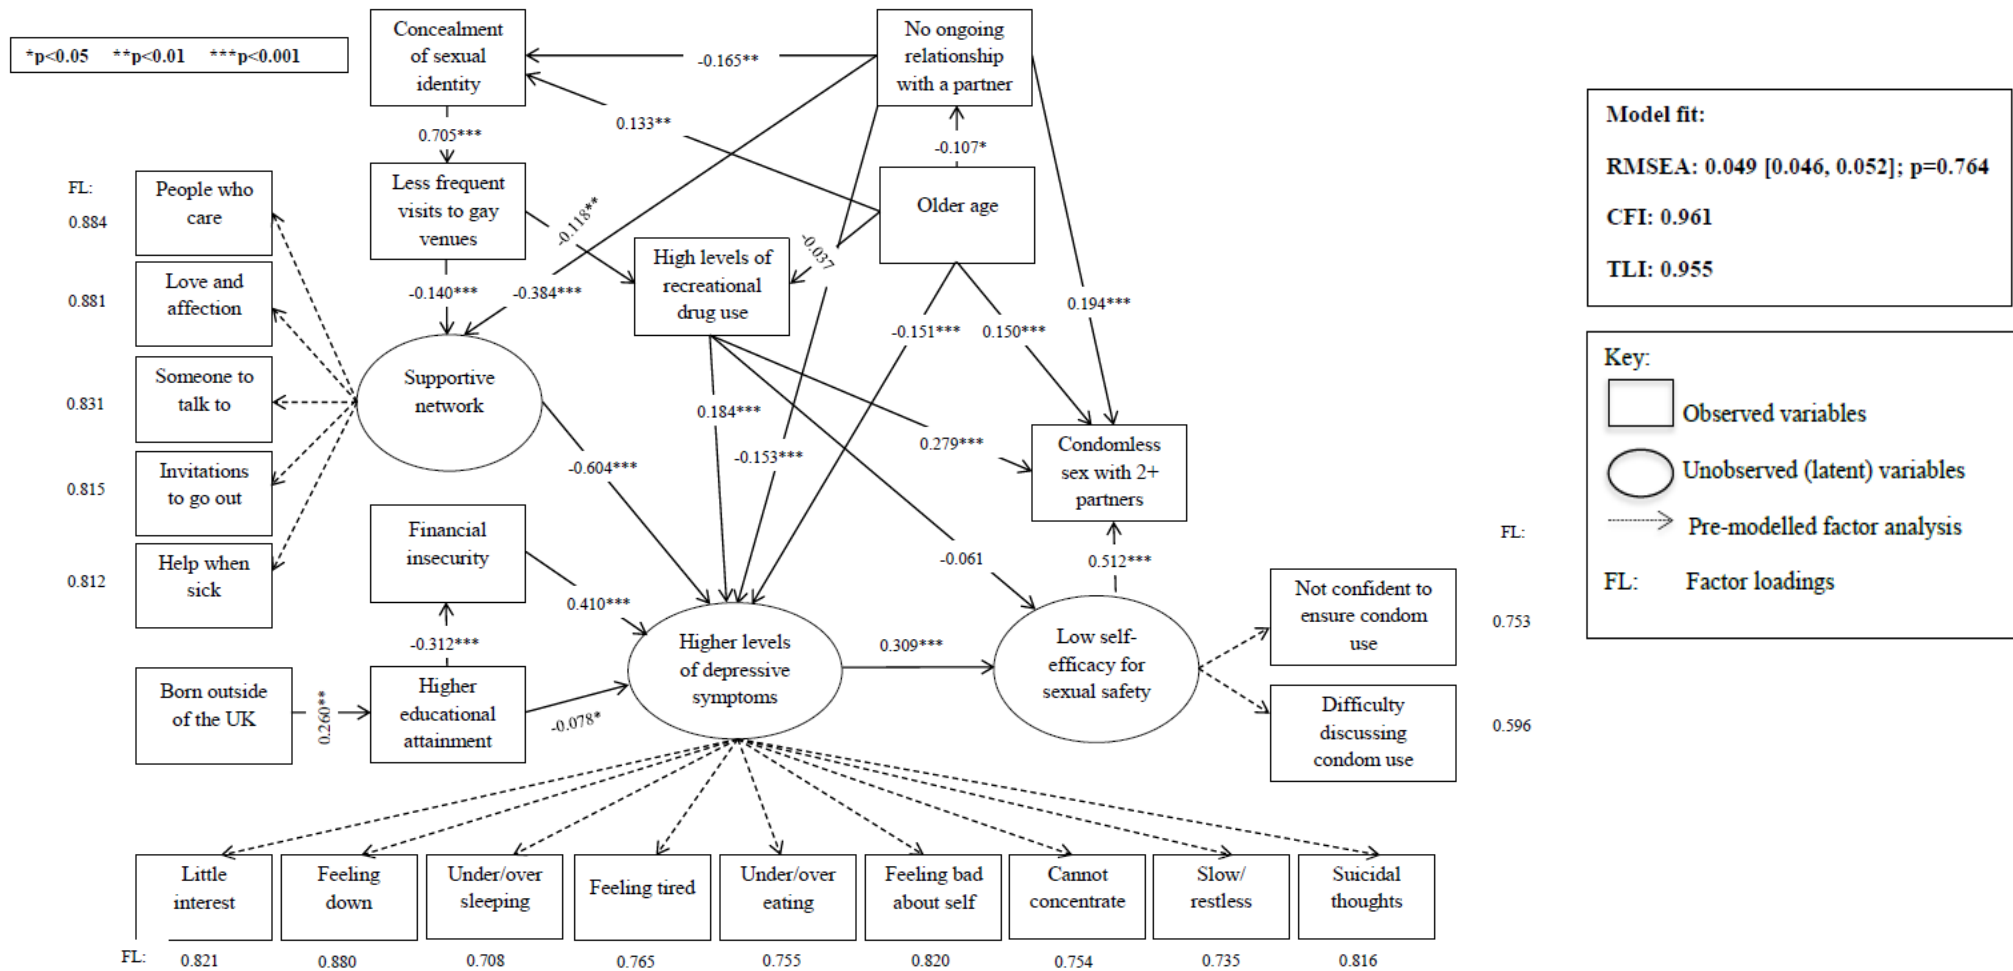 *p<0.05 **p<0.01 ***p<0.001
Concealment
of sexual
identity
-0.165**
No ongoing
relationship
with a partner
0.705***
0.133**
-0.107*
Less frequent
visits to gay
venues
Older age
-0.118**
-0.037
High levels of
recreational
drug use
-0.140***
-0.384***
-0.151***
0.150***
0.194***
FL:
0.884
People who
care
0.881
Love and
affection
0.831
Someone to
talk to
0.815
Invitations
to go out
0.812
Help when
sick
Supportive
network
0.184***
0.279***
-0.604***
-0.153***
Condomless
sex with 2+
partners
Financial
insecurity
0.410***
-0.061
0.512***
-0.312***
Born outside
of the UK
0.260**
Higher
educational
attainment
-0.078*
Higher levels
of depressive
symptoms
0.309***
Low self-
efficacy for
sexual safety
FL:
Not confident to
ensure condom
use
0.753
Difficulty
discussing
condom use
0.596
Little
interest
Feeling
down
Under/over
sleeping
Feeling tired
Under/over
eating
Feeling bad
about self
Cannot
concentrate
Slow/
restless
Suicidal
thoughts
FL: 0.821 0.880 0.708 0.765 0.755 0.820 0.754 0.735 0.816
Model fit:
RMSEA: 0.049 [0.046, 0.052]; p=0.764
CFI: 0.961
TLI: 0.955
Key:
Observed variables
Unobserved (latent) variables
Pre-modelled factor analysis
FL: Factor loadings